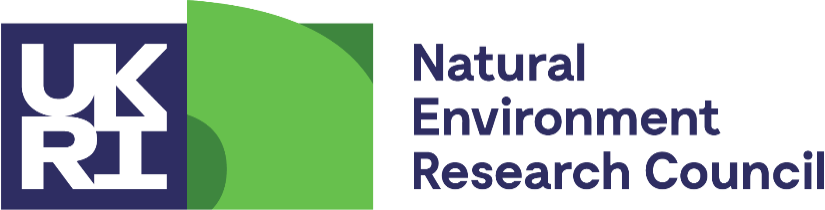 UK
RI
Natural
Environment
Research Council